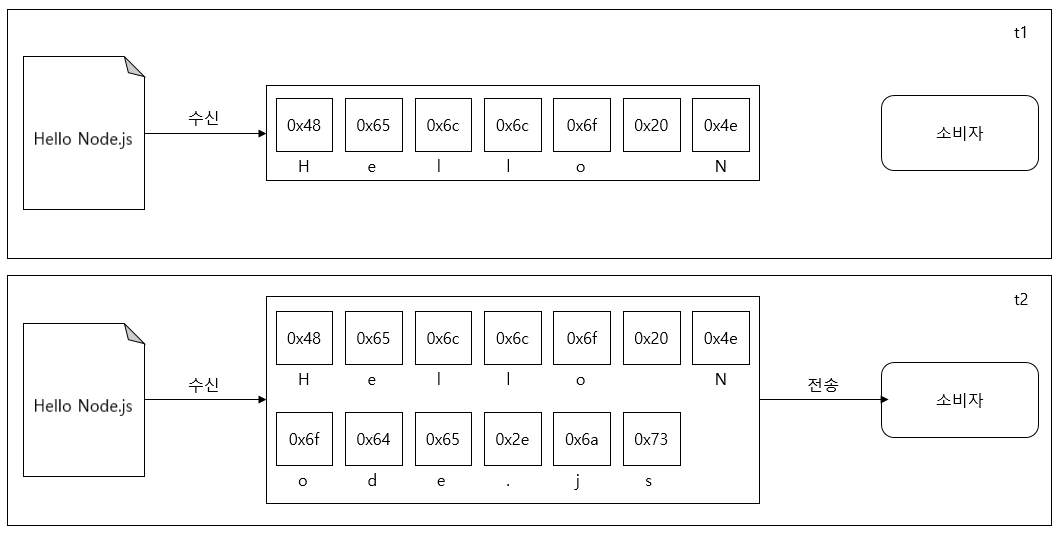 t1
Hello Node.js
수신
0x48 0x65 0x6c 0x6c 0x6f 0x20 0x4e
H e l l o N
소비자
t2
Hello Node.js
수신
0x48 0x65 0x6c 0x6c 0x6f 0x20 0x4e
H e l l o N
0x6f 0x64 0x65 0x2e 0x6a 0x73
o d e . j s
전송
소비자